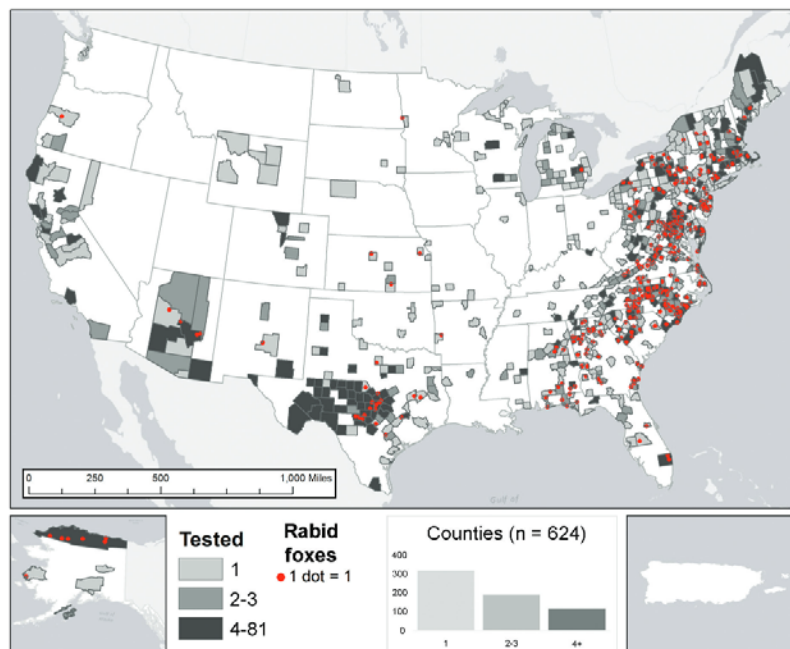 Gulf of
0 250 500 1,000 Miles
Tested
1
2-3
4-81
Rabid
foxes
1 dot = 1
Counties (n = 624)
400
300
200
100
0
1 2-3 4+